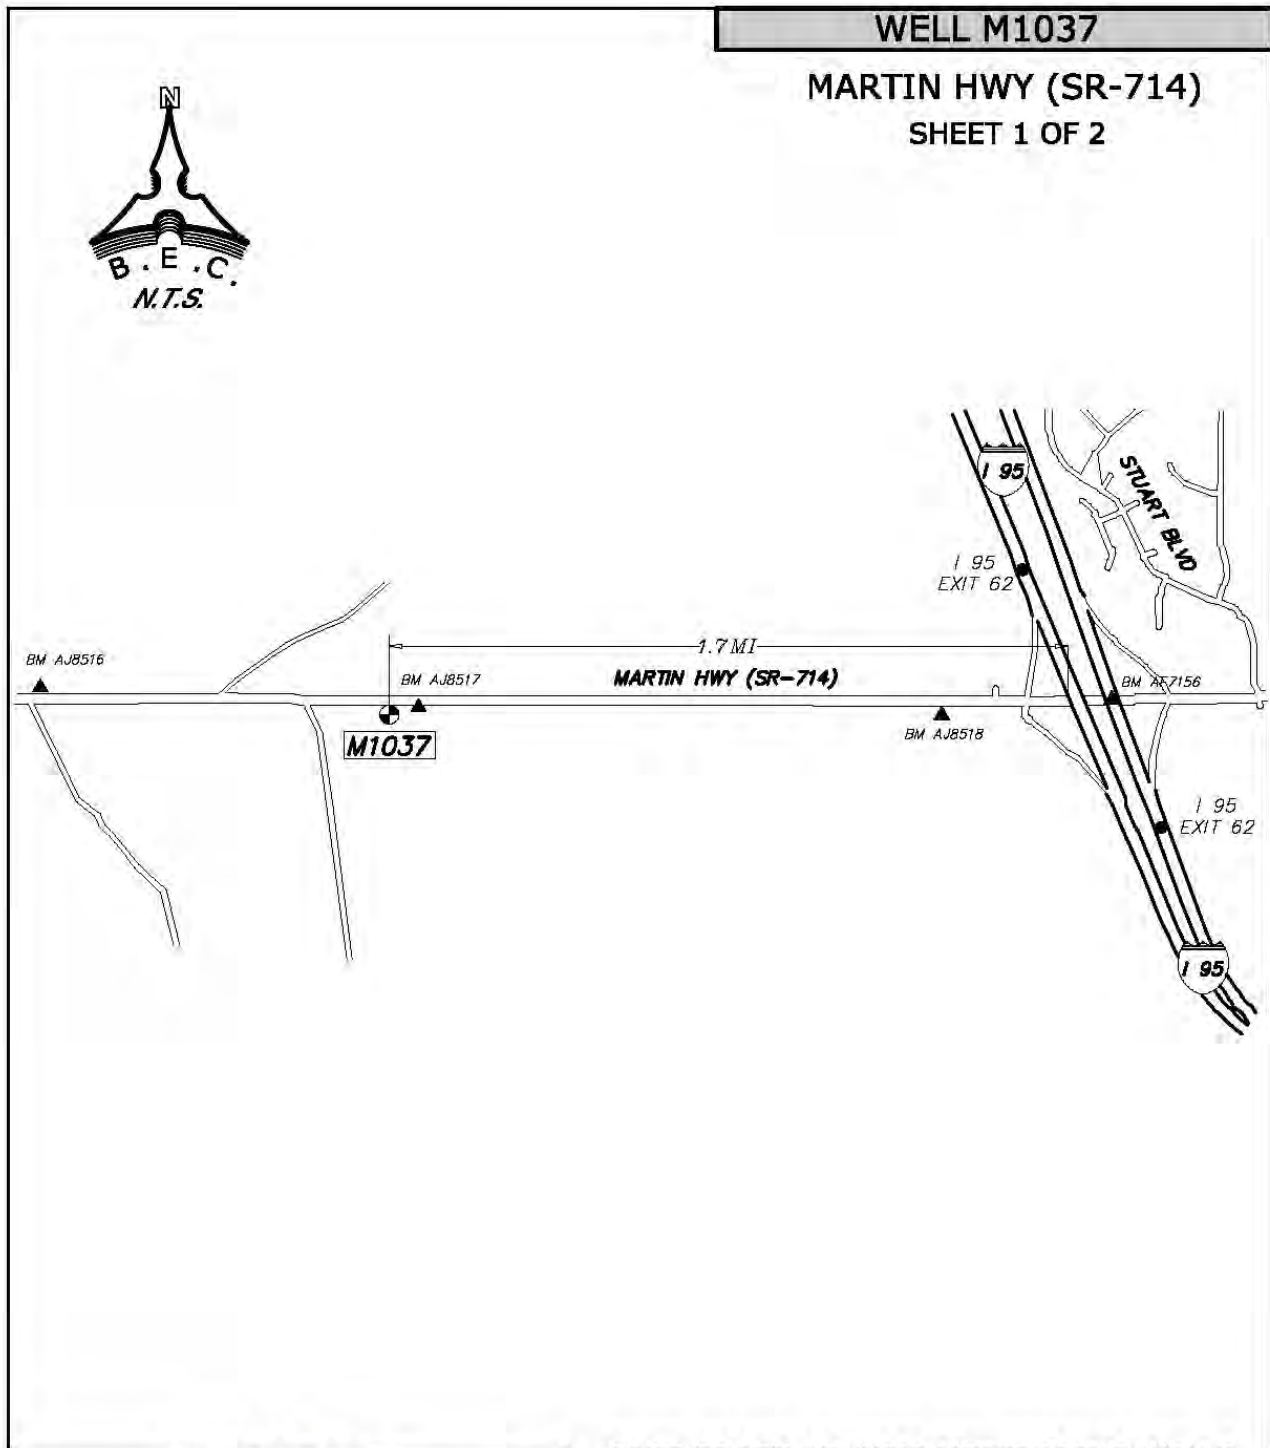 WELL M1037
MARTIN HWY (SR-714)
SHEET 1 OF 2
N
B.E.C.
N.T.S.
I 95
STUART BLVD
I 95
EXIT 62
1.7 MI
BM AJ8516
BM AJ8517
MARTIN HWY (SR-714)
BM AF7156
M1037
BM AJ8518
I 95
EXIT 62
I 95